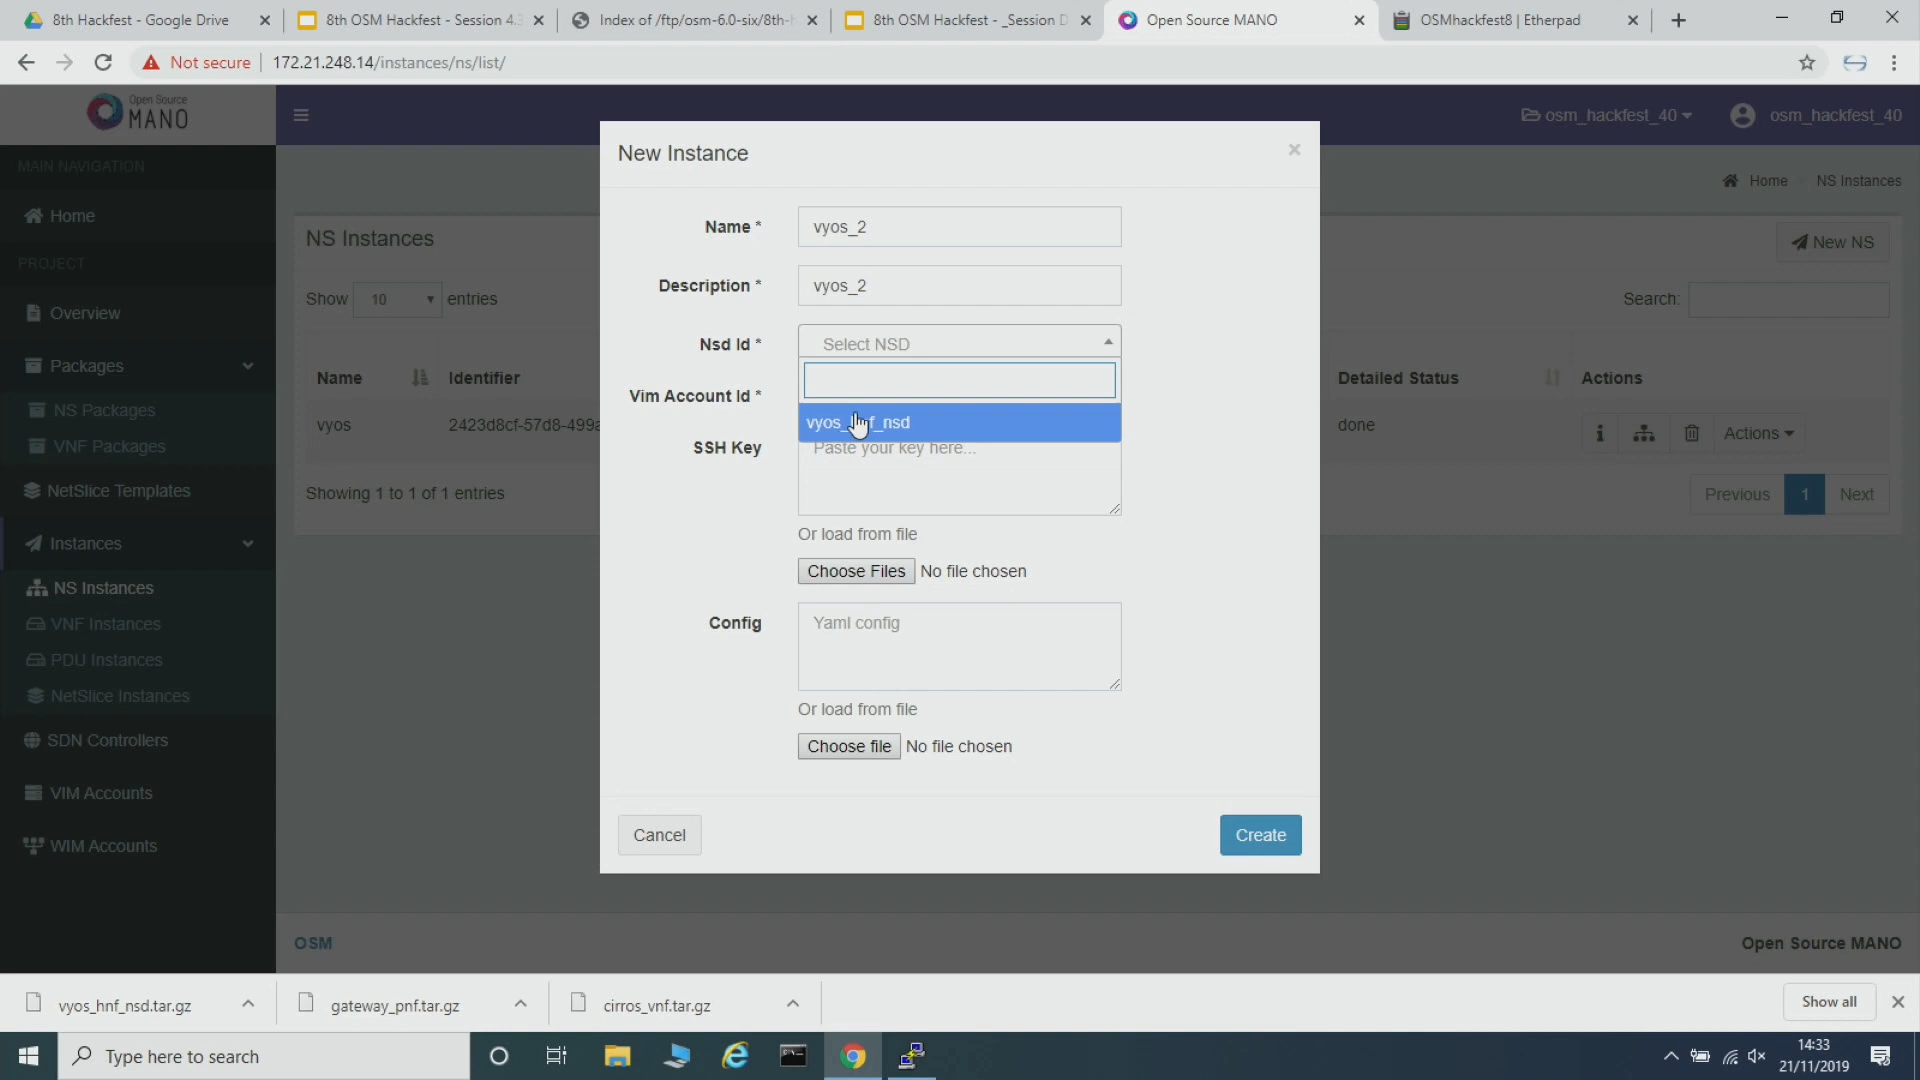 8th Hackfest - Google Drive
8th OSM Hackfest - Session 4.3
Index of /ftp/osm-6.0-six/8th-h
8th OSM Hackfest - _Session D
Open Source MANO
OSMhackfest8 | Etherpad
Not secure
172.21.248.14/instances/ns/list/
Open Source
MANO
osm_hackfest_40
osm_hackfest_40
MAIN NAVIGATION
Home
PROJECT
Overview
Packages
NS Packages
VNF Packages
NetSlice Templates
Instances
NS Instances
VNF Instances
PDU Instances
NetSlice Instances
SDN Controllers
VIM Accounts
WIM Accounts
Home
NS Instances
NS Instances
New NS
Show 10 entries
Search:
Name
Identifier
Detailed Status
Actions
vyos
2423d8cf-57d8-499a
done
Actions
Showing 1 to 1 of 1 entries
Previous 1 Next
New Instance
Name *
vyos_2
Description *
vyos_2
Nsd Id *
Select NSD
Vim Account Id *
SSH Key
Paste your key here...
Or load from file
Choose Files No file chosen
Config
Yaml config
Or load from file
Choose file No file chosen
Cancel
Create
OSM
Open Source MANO
vyos_hnf_nsd.tar.gz
gateway_pnf.tar.gz
cirros_vnf.tar.gz
Show all
Type here to search
14:33
21/11/2019